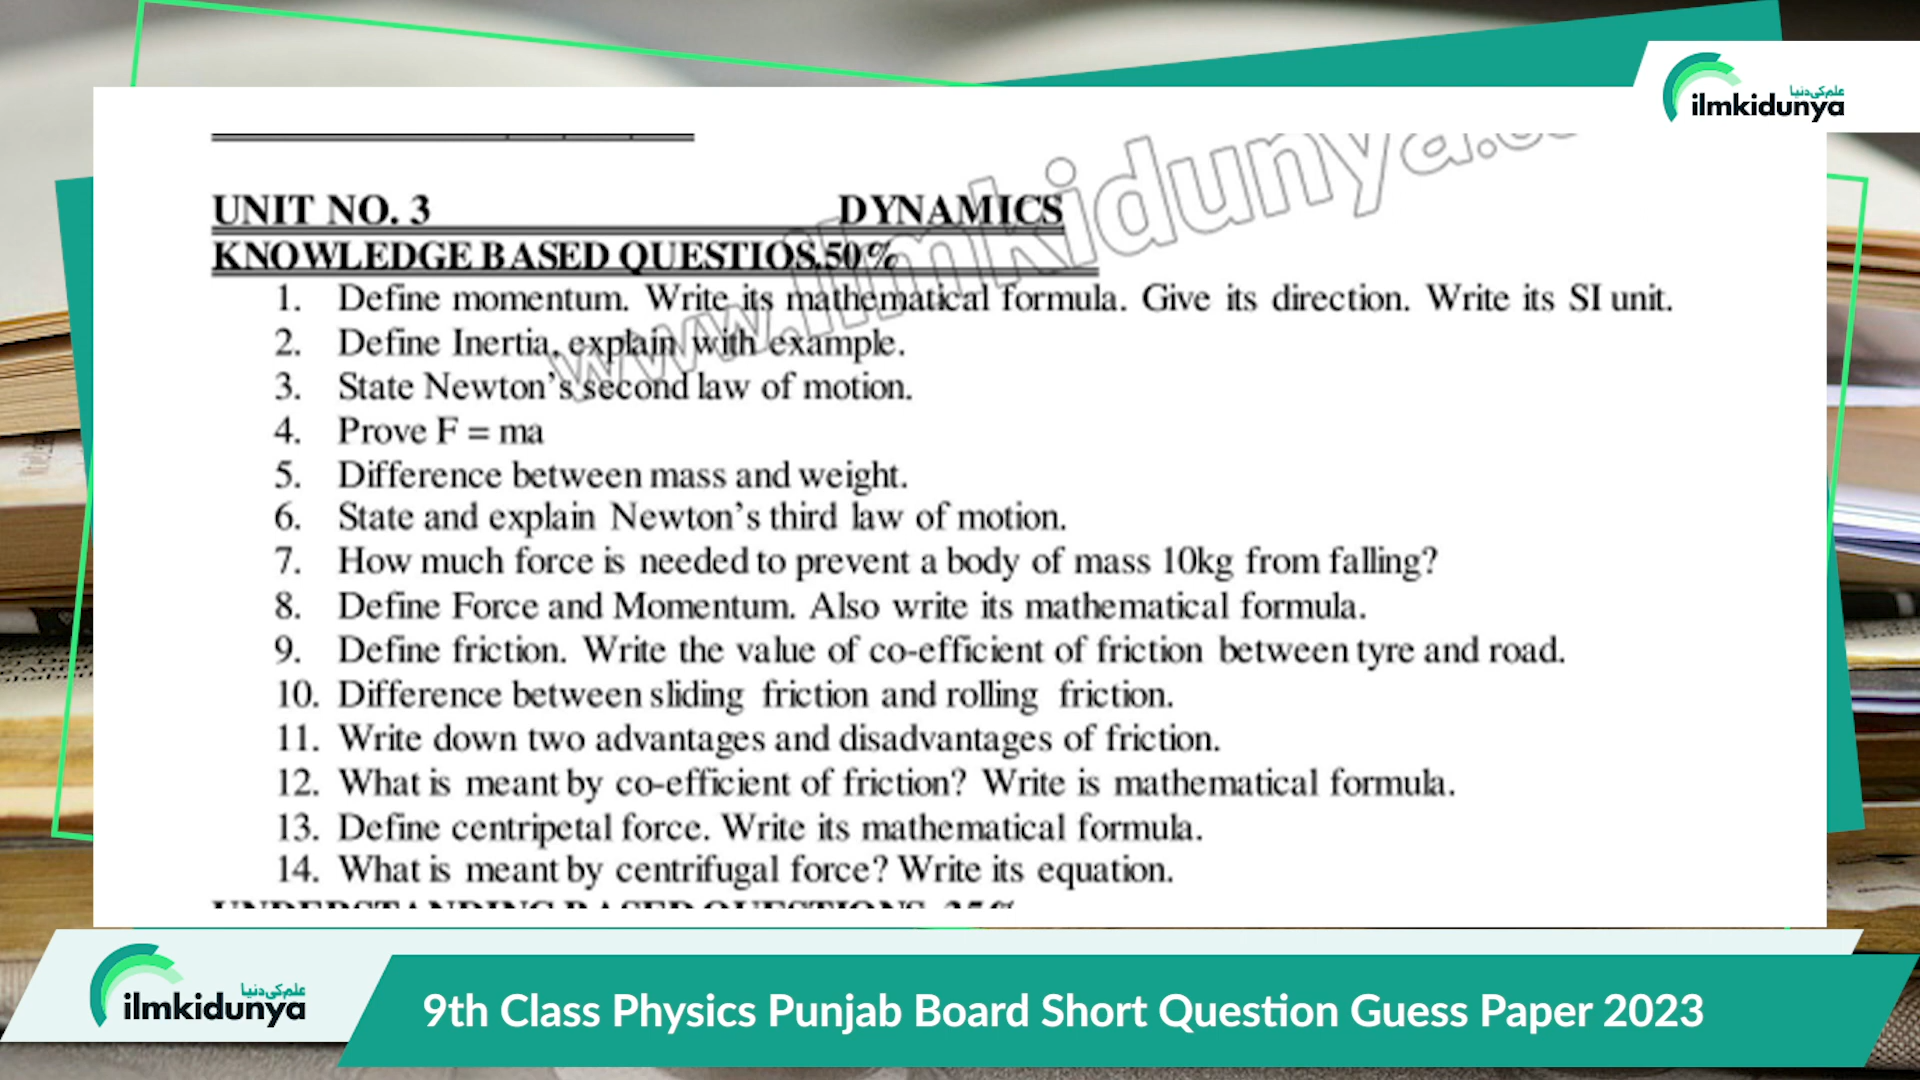 علم کی دنیا
ilmkidunya
www.ilmkidunya.co
UNIT NO. 3 DYNAMICS
KNOWLEDGE BASED QUESTIOS.50%
1. Define momentum. Write its mathematical formula. Give its direction. Write its SI unit.
2. Define Inertia, explain with example.
3. State Newton’s second law of motion.
4. Prove F = ma
5. Difference between mass and weight.
6. State and explain Newton’s third law of motion.
7. How much force is needed to prevent a body of mass 10kg from falling?
8. Define Force and Momentum. Also write its mathematical formula.
9. Define friction. Write the value of co-efficient of friction between tyre and road.
10. Difference between sliding friction and rolling friction.
11. Write down two advantages and disadvantages of friction.
12. What is meant by co-efficient of friction? Write is mathematical formula.
13. Define centripetal force. Write its mathematical formula.
14. What is meant by centrifugal force? Write its equation.
UNDERSTANDING BASED QUESTIONS 35%
علم کی دنیا
ilmkidunya
9th Class Physics Punjab Board Short Question Guess Paper 2023